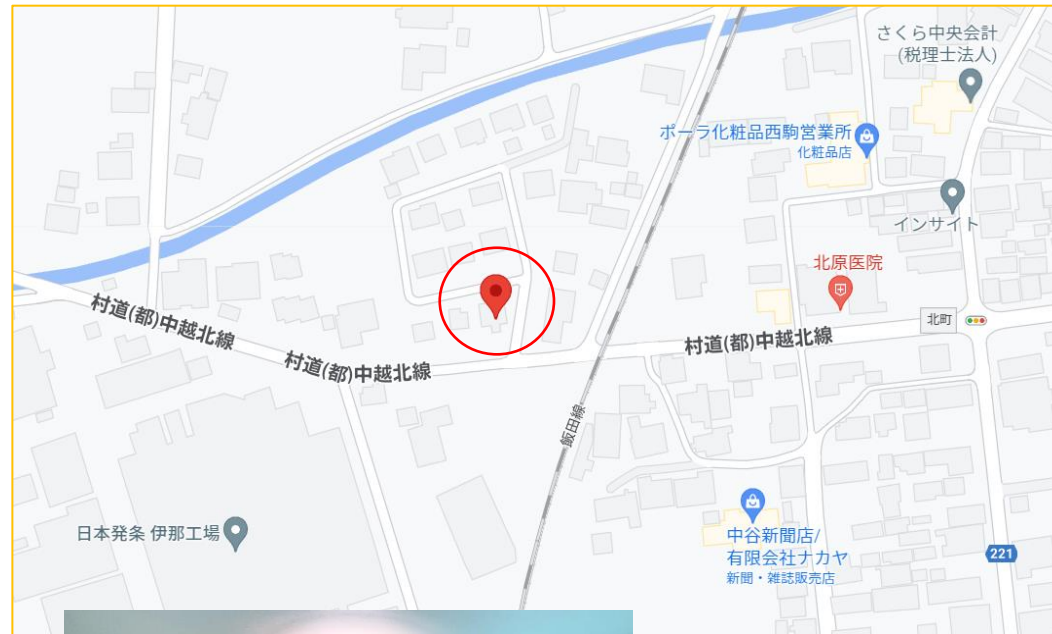 さくら中央会計
(税理士法人)
ポーラ化粧品西駒営業所
化粧品店
インサイト
北原医院
北町
村道(都)中越北線
村道(都)中越北線
村道(都)中越北線
飯田線
日本発条 伊那工場
中谷新聞店/
有限会社ナカヤ
新聞・雑誌販売店
221